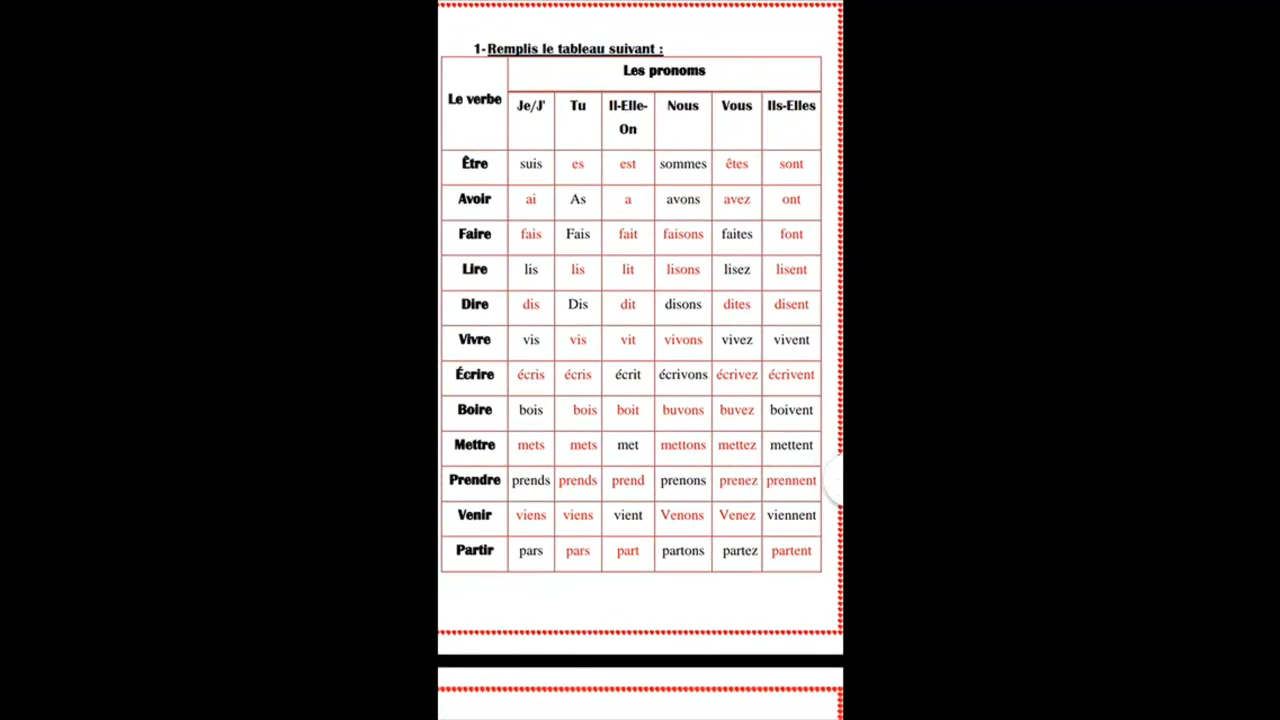 1-Remplis le tableau suivant :
Les pronoms
Le verbe Je/J' Tu Il-Elle- Nous Vous Ils-Elles
On
Être suis es est sommes êtes sont
Avoir ai As a avons avez ont
Faire fais Fais fait faisons faites font
Lire lis lis lit lisons lisez lisent
Dire dis Dis dit disons dites disent
Vivre vis vis vit vivons vivez vivent
Écrire écris écris écrit écrivons écrivez écrivent
Boire bois bois boit buvons buvez boivent
Mettre mets mets met mettons mettez mettent
Prendre prends prends prend prenons prenez prennent
Venir viens viens vient Venons Venez viennent
Partir pars pars part partons partez partent